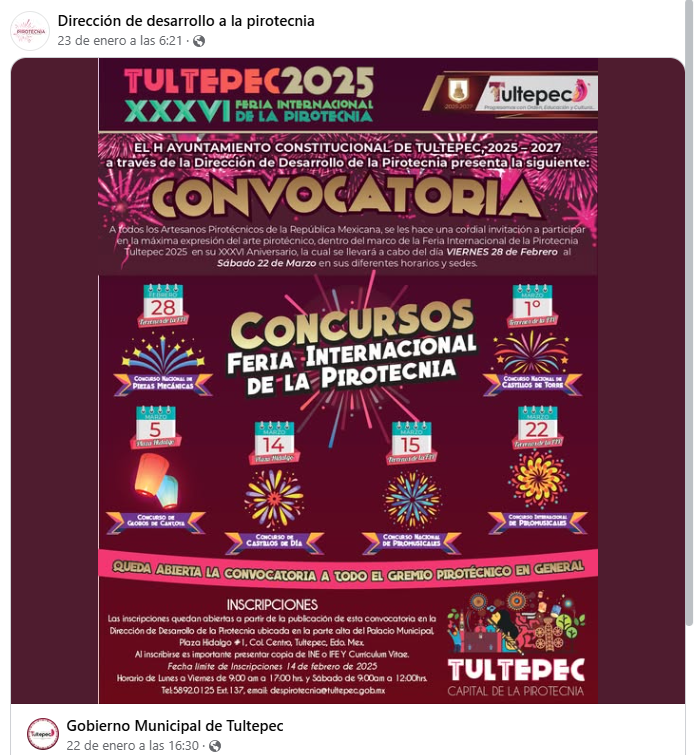 Dirección de desarrollo a la pirotecnia
23 de enero a las 6:21 ·
PIROTECNIA
TULTEPEC2025
XXXVI FERIA INTERNACIONAL
DE LA PIROTECNIA
Tultepec
EL H AYUNTAMIENTO CONSTITUCIONAL DE TULTEPEC, 2025 – 2027
a través de la Dirección de Desarrollo de la Pirotecnia presenta la siguiente:
CONVOCATORIA
A todos los Artesanos Pirotécnicos de la República Mexicana, se les hace una cordial invitación a participar
en la máxima expresión del arte pirotécnico, dentro del marco de la Feria Internacional de la Pirotecnia
Tultepec 2025 en su XXXVI Aniversario, la cual se llevará a cabo del día VIERNES 28 de Febrero al
Sábado 22 de Marzo en sus diferentes horarios y sedes.
CONCURSOS
FERIA INTERNACIONAL
DE LA PIROTECNIA
FEBRERO
28
CONCURSO NACIONAL DE
PIEZAS MECÁNICAS
MARZO
1°
CONCURSO NACIONAL DE
CASTILLOS DE TORRE
MARZO
5
Plaza Hidalgo
CONCURSO DE
GLOBOS DE CANTOYA
MARZO
14
Plaza Hidalgo
CONCURSO DE
CASTILLOS DE DÍA
MARZO
15
CONCURSO NACIONAL DE
PIROMUSICALES
MARZO
22
CONCURSO INTERNACIONAL
DE PIROMUSICALES
QUEDA ABIERTA LA CONVOCATORIA A TODO EL GREMIO PIROTÉCNICO EN GENERAL
INSCRIPCIONES
Las inscripciones quedan abiertas a partir de la publicación de esta convocatoria en la
Dirección de Desarrollo de la Pirotecnia ubicada en la parte alta del Palacio Municipal,
Plaza Hidalgo #1, Col. Centro, Tultepec, Edo. Mex.
Al inscribirse es importante presentar copia de INE o IFE Y Curriculum Vitae.
Fecha limite de Inscripciones 14 de febrero de 2025
Horario de Lunes a Viernes de 9:00 am a 17:00 hrs. y Sábado de 9:00am a 12:00hrs.
Tel:5892.0125 Ext.137, email: despirotecnia@tultepec.gob.mx
TULTEPEC
CAPITAL DE LA PIROTECNIA
Tultepec
Gobierno Municipal de Tultepec
22 de enero a las 16:30 ·